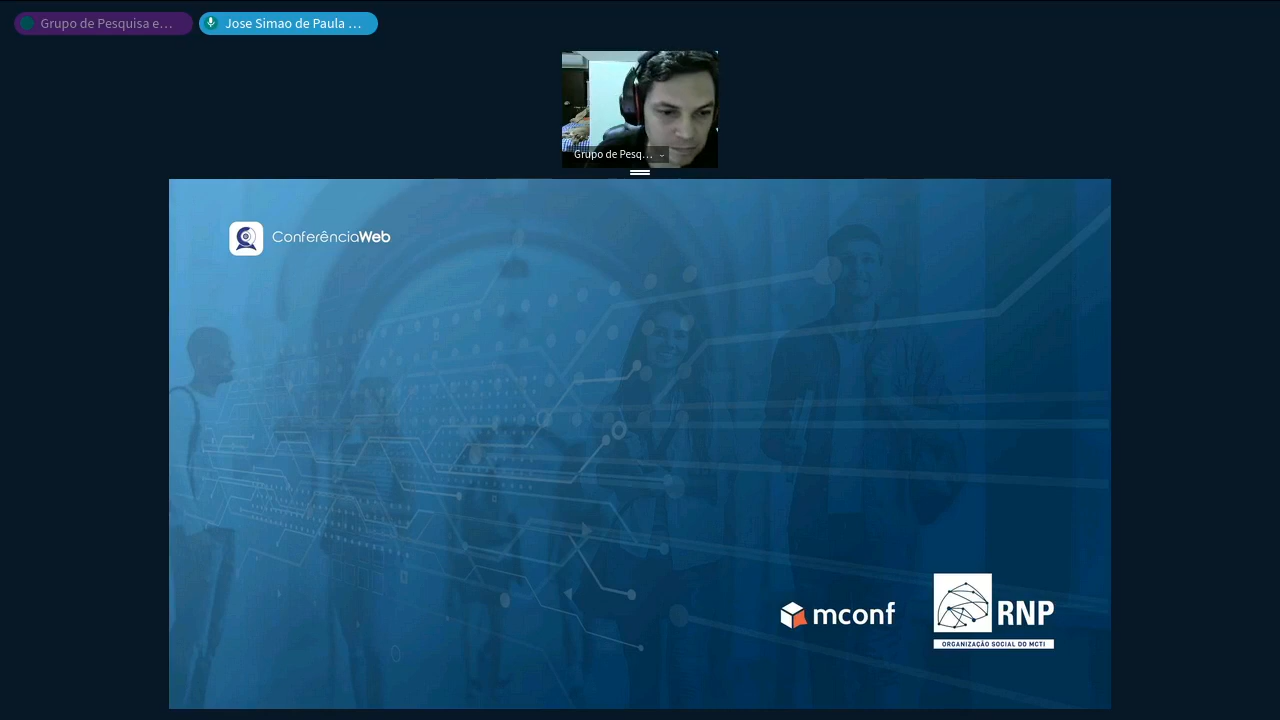 Grupo de Pesquisa e...
Jose Simao de Paula ...
Grupo de Pesq...
ConferênciaWeb
mconf
RNP
ORGANIZAÇÃO SOCIAL DO MCTI